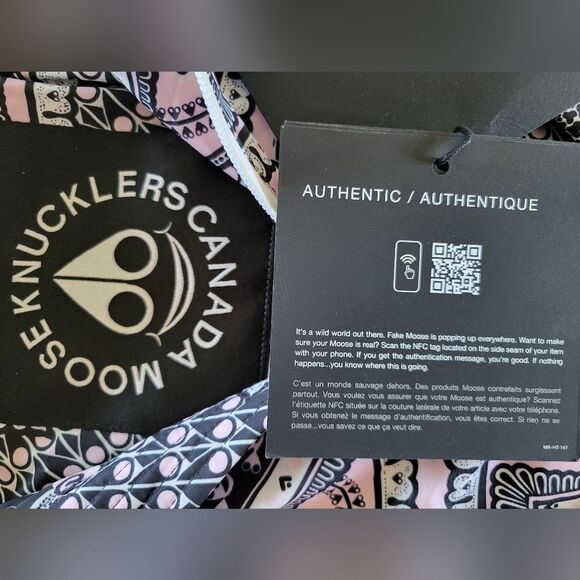 MOOSE KNUCKLERS CANADA
AUTHENTIC / AUTHENTIQUE
It's a wild world out there. Fake Moose is popping up everywhere. Want to make
sure your Moose is real? Scan the NFC tag located on the side seam of your item
with your phone. If you get the authentication message, you're good. If nothing
happens...you know where this is going.
C'est un monde sauvage dehors. Des produits Moose contrefaits surgisssent
partout. Vous voulez vous assurer que votre Moose est authentique? Scannez
l'étiquette NFC située sur la couture latérale de votre article avec votre téléphone.
Si vous obtenez le message d'authentification, vous êtes correct. Si rien ne se
passe...vous savez ce que ça veut dire.
MK-HT-147